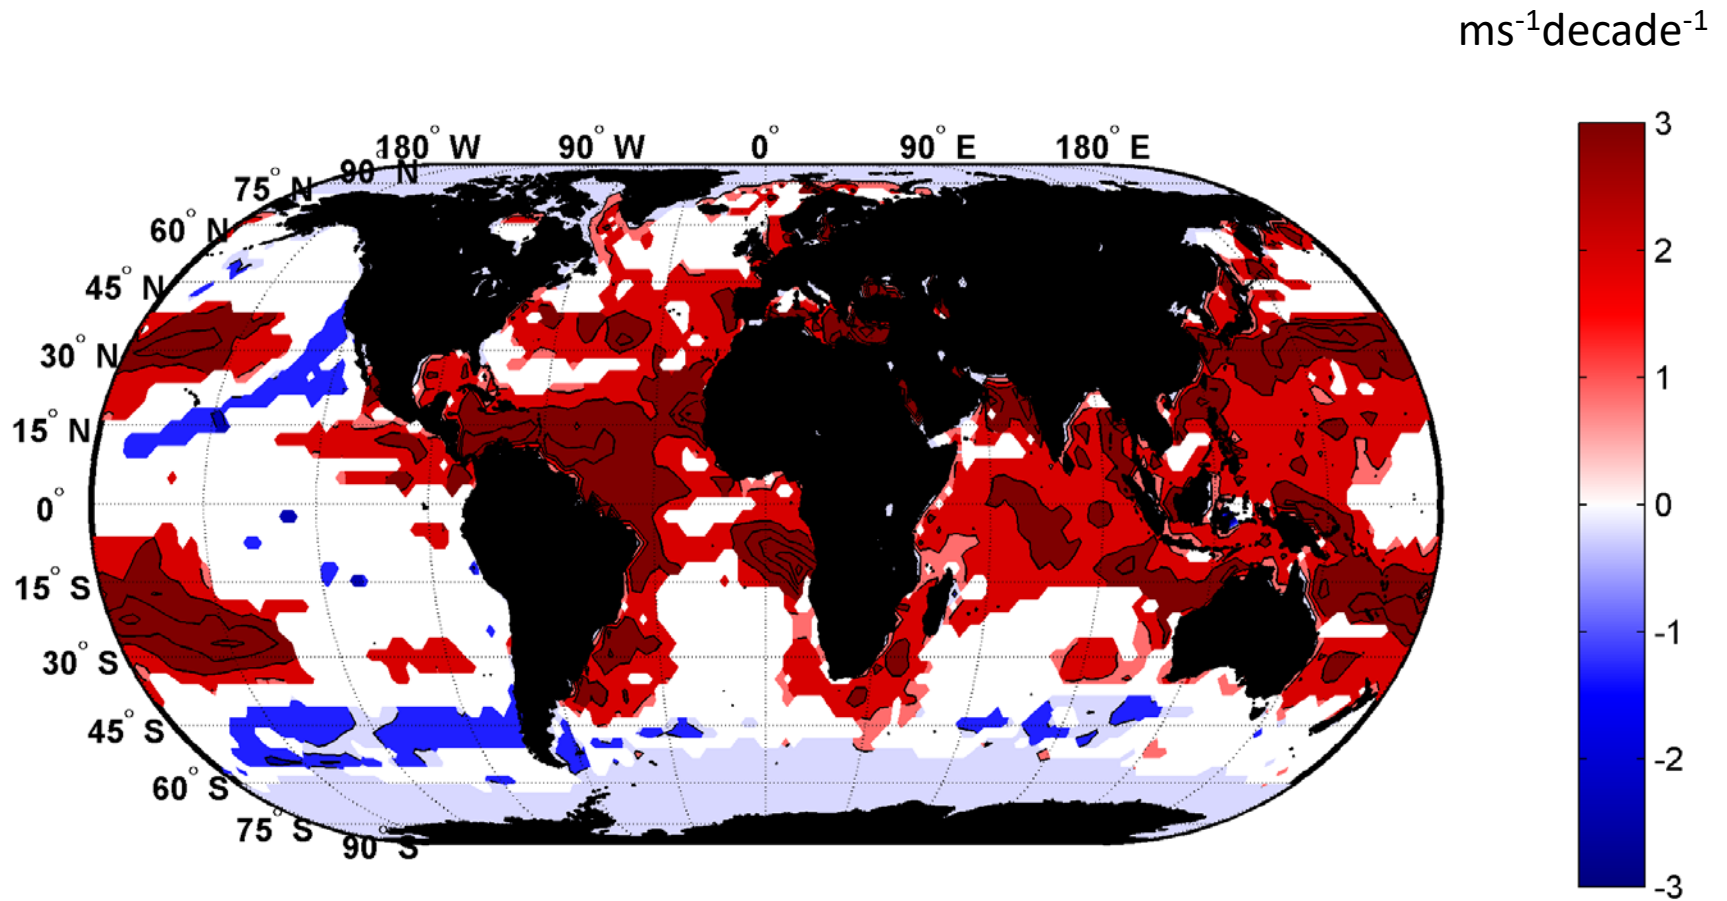 ms⁻¹decade⁻¹
180° W 90° W 0° 90° E 180° E
90° N
75° N
60° N
45° N
30° N
15° N
0°
15° S
30° S
45° S
60° S
75° S
90° S
3
2
1
0
-1
-2
-3